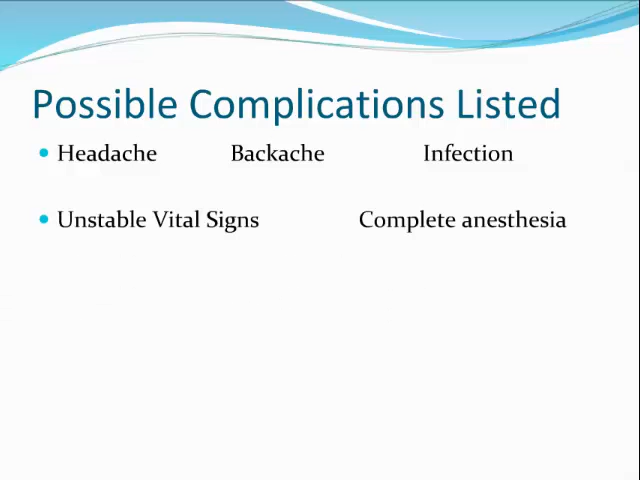 Possible Complications Listed
Headache Backache Infection
Unstable Vital Signs Complete anesthesia